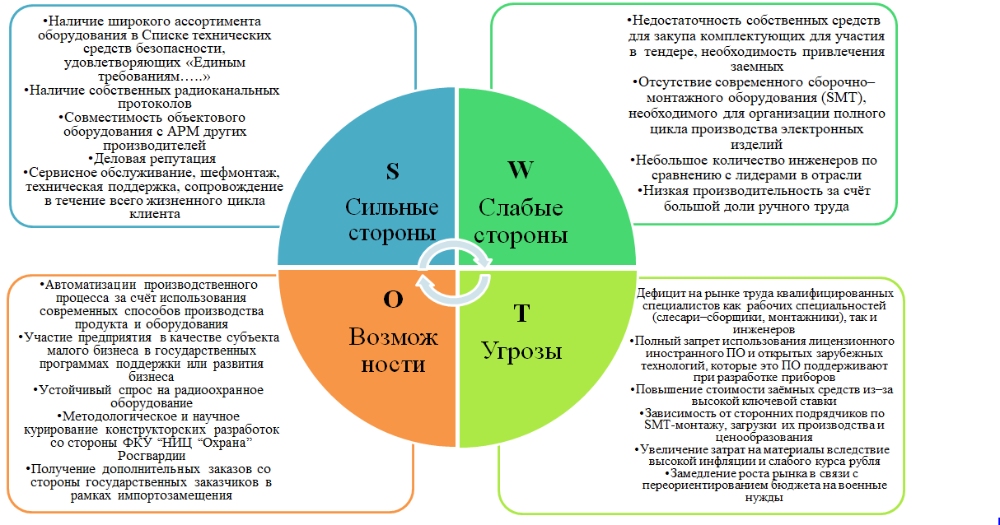 •Наличие широкого ассортимента
оборудования в Списке технических
средств безопасности,
удовлетворяющих «Единым
требованиям…..»
•Наличие собственных радиоканальных
протоколов
•Совместимость объектового
оборудования с АРМ других
производителей
•Деловая репутация
•Сервисное обслуживание, шефмонтаж,
техническая поддержка, сопровождение
в течение всего жизненного цикла
клиента
•Недостаточность собственных средств
для закупа комплектующих для участия
в тендере, необходимость привлечения
заемных
•Отсутствие современного сборочно–
монтажного оборудования (SMT),
необходимого для организации полного
цикла производства электронных
изделий
•Небольшое количество инженеров по
сравнению с лидерами в отрасли
•Низкая производительность за счёт
большой доли ручного труда
S
Сильные
стороны
W
Слабые
стороны
O
Возмож
ности
T
Угрозы
•Автоматизации производственного
процесса за счёт использования
современных способов производства
продукта и оборудования
•Участие предприятия в качестве субъекта
малого бизнеса в государственных
программах поддержки или развития
бизнеса
•Устойчивый спрос на радиоохранное
оборудование
•Методологическое и научное
курирование конструкторских разработок
со стороны ФКУ “НИЦ “Охрана”
Росгвардии
•Получение дополнительных заказов со
стороны государственных заказчиков в
рамках импортозамещения
Дефицит на рынке труда квалифицированных
специалистов как рабочих специальностей
(слесари–сборщики, монтажники), так и
инженеров
•Полный запрет использования лицензионного
иностранного ПО и открытых зарубежных
технологий, которые это ПО поддерживают
при разработке приборов
•Повышение стоимости заёмных средств из–за
высокой ключевой ставки
•Зависимость от сторонних подрядчиков по
SMT-монтажу, загрузки их производства и
ценообразования
•Увеличение затрат на материалы вследствие
высокой инфляции и слабого курса рубля
•Замедление роста рынка в связи с
переориентированием бюджета на военные
нужды